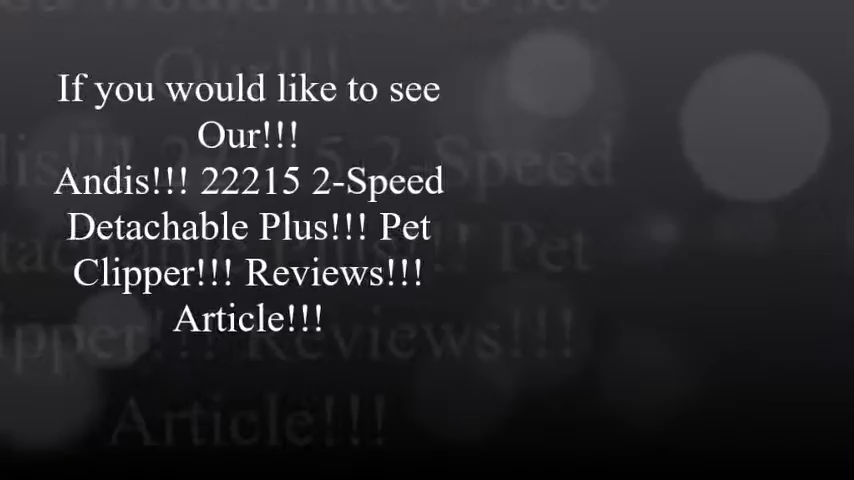 If you would like to see
Our!!!
Andis!!! 22215 2-Speed
Detachable Plus!!! Pet
Clipper!!! Reviews!!!
Article!!!